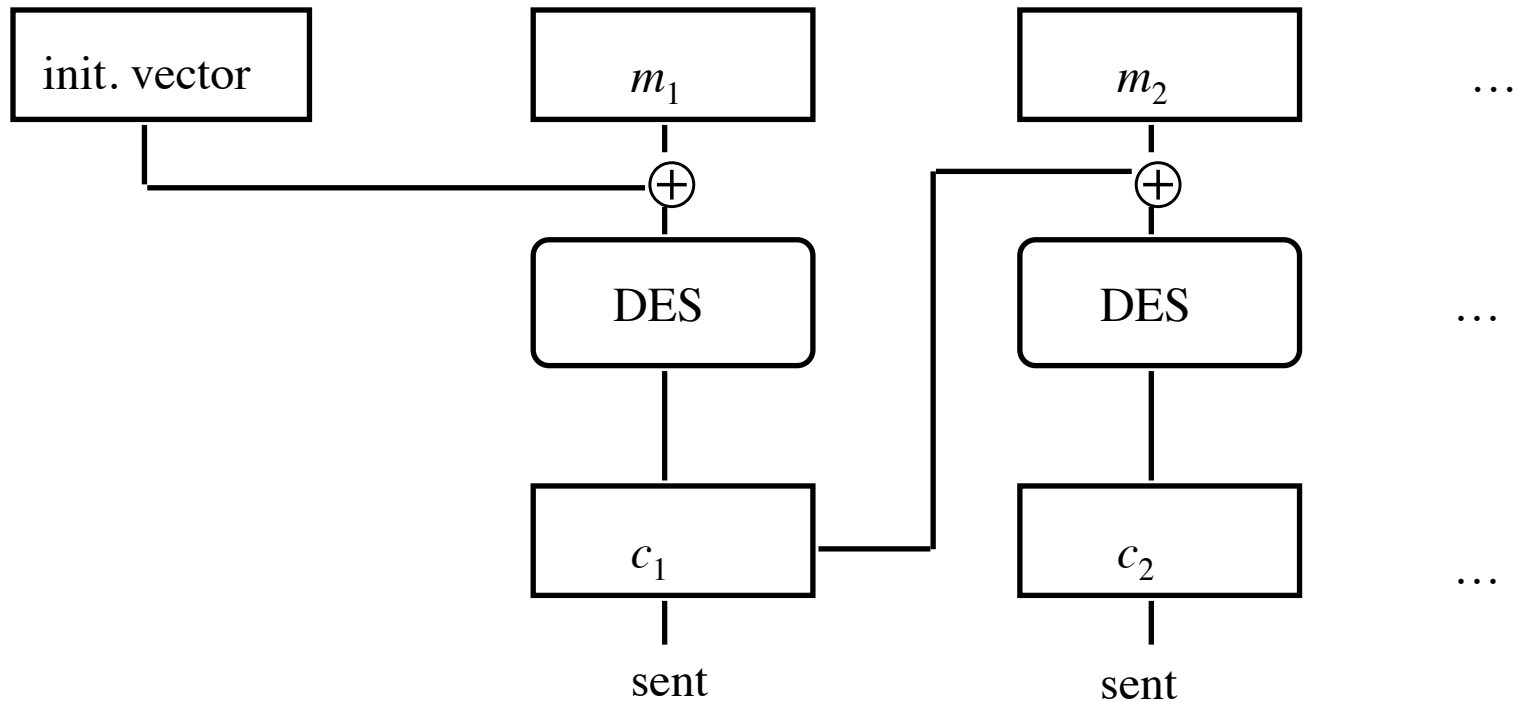 init. vector
m₁
m₂
…
DES
DES
…
c₁
c₂
…
sent
sent